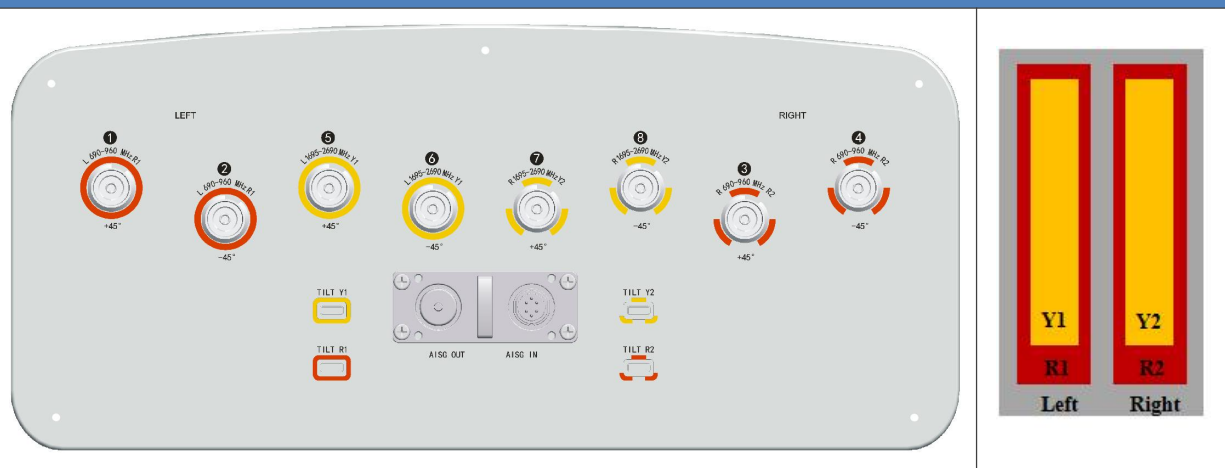 LEFT
RIGHT
1
L 690-960 MHz R1
+45°
2
L 690-960 MHz R1
-45°
5
L 1695-2690 MHz Y1
+45°
6
L 1695-2690 MHz Y1
-45°
7
R 1695-2690 MHz Y2
+45°
8
R 1695-2690 MHz Y2
-45°
3
R 690-960 MHz R2
+45°
4
R 690-960 MHz R2
-45°
TILT Y1
TILT Y2
TILT R1
AISG OUT
AISG IN
TILT R2
Y1
Y2
R1
R2
Left
Right